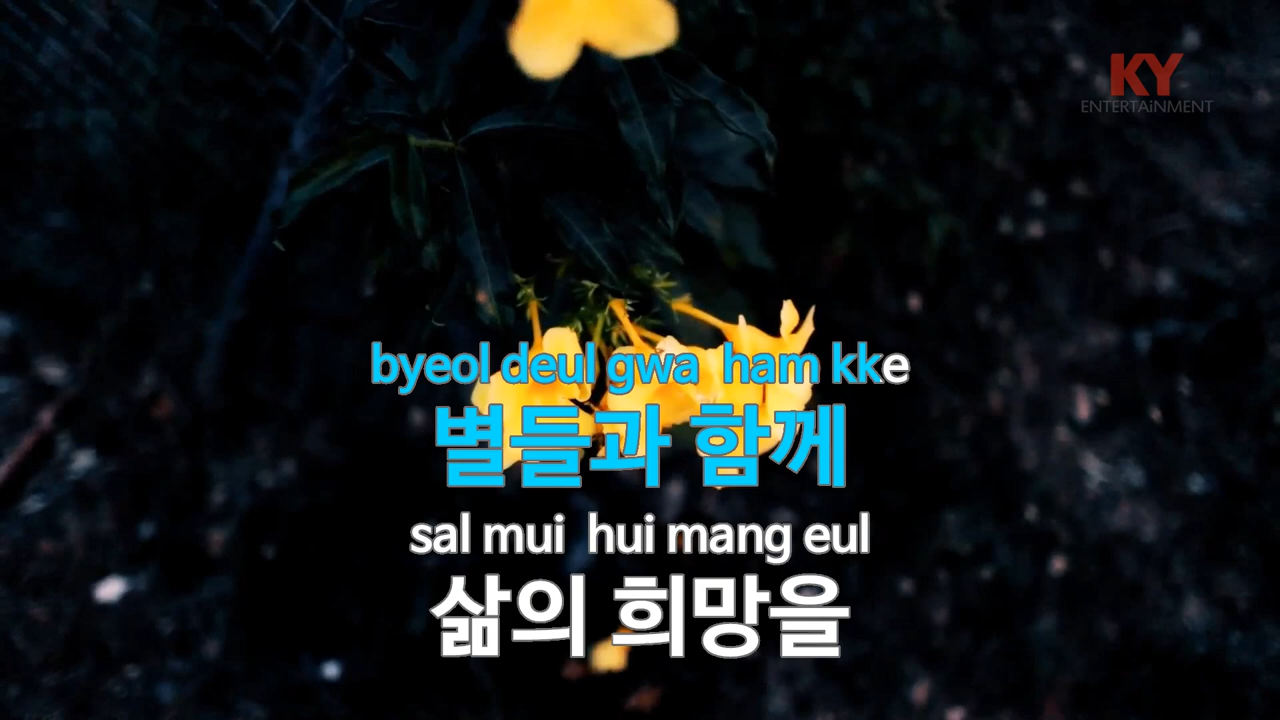 KY
ENTERTAiNMENT
byeol deul gwa ham kke
별들과 함께
sal mui hui mang eul
삶의 희망을